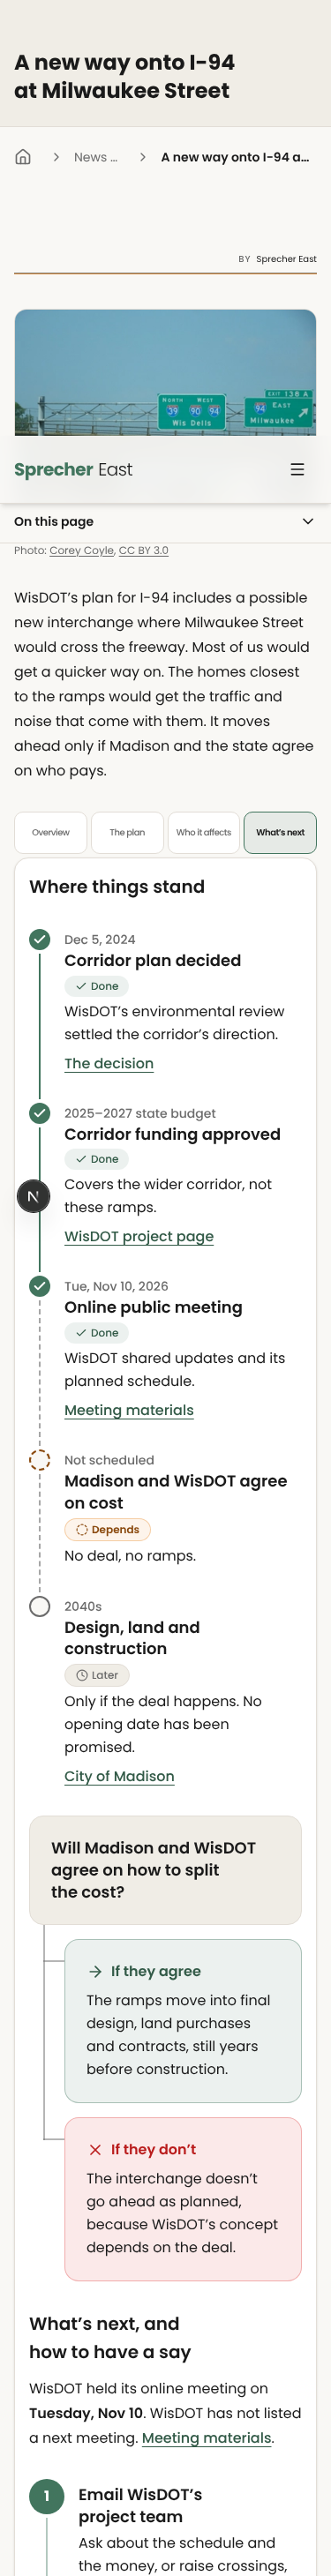 A new way onto I-94
at Milwaukee Street
News ...
A new way onto I-94 a...
BY Sprecher East
NORTH WEST
39 90 94
Wis Dells
EXIT 138 A
94 EAST
Milwaukee
Sprecher East
On this page
Photo: Corey Coyle, CC BY 3.0
WisDOT’s plan for I-94 includes a possible
new interchange where Milwaukee Street
would cross the freeway. Most of us would
get a quicker way on. The homes closest
to the ramps would get the traffic and
noise that come with them. It moves
ahead only if Madison and the state agree
on who pays.
Overview
The plan
Who it affects
What’s next
Where things stand
Dec 5, 2024
Corridor plan decided
Done
WisDOT’s environmental review
settled the corridor’s direction.
The decision
2025–2027 state budget
Corridor funding approved
Done
Covers the wider corridor, not
these ramps.
N
WisDOT project page
Tue, Nov 10, 2026
Online public meeting
Done
WisDOT shared updates and its
planned schedule.
Meeting materials
Not scheduled
Madison and WisDOT agree
on cost
Depends
No deal, no ramps.
2040s
Design, land and
construction
Later
Only if the deal happens. No
opening date has been
promised.
City of Madison
Will Madison and WisDOT
agree on how to split
the cost?
If they agree
The ramps move into final
design, land purchases
and contracts, still years
before construction.
If they don’t
The interchange doesn’t
go ahead as planned,
because WisDOT’s concept
depends on the deal.
What’s next, and
how to have a say
WisDOT held its online meeting on
Tuesday, Nov 10. WisDOT has not listed
a next meeting. Meeting materials.
1
Email WisDOT’s
project team
Ask about the schedule and
the money, or raise crossings,